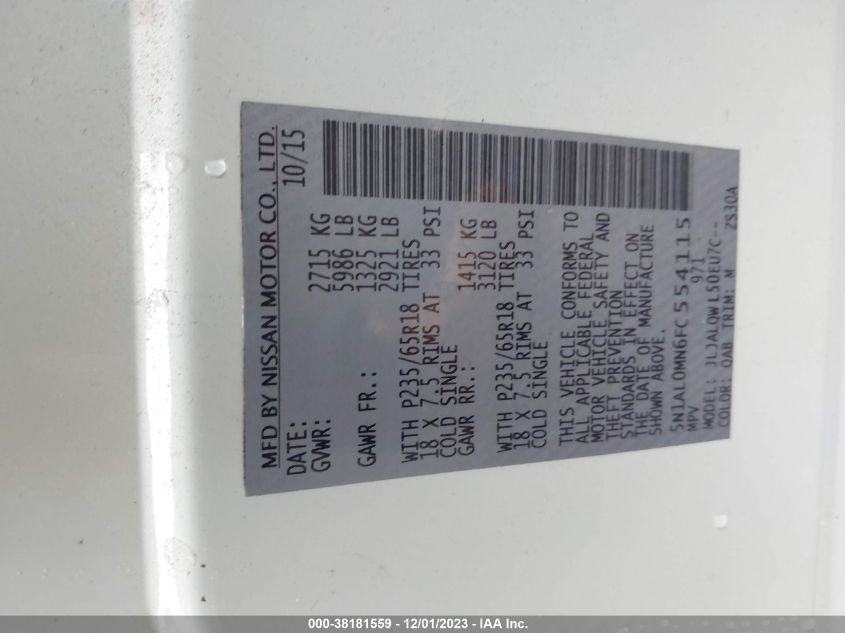 MFD BY NISSAN MOTOR CO., LTD.
DATE: 10/15
GVWR: 2715 KG
5986 LB
GAWR FR.: 1325 KG
2921 LB
WITH P235/65R18 TIRES
18 X 7.5 RIMS AT 33 PSI
COLD SINGLE
GAWR RR.: 1415 KG
3120 LB
WITH P235/65R18 TIRES
18 X 7.5 RIMS AT 33 PSI
COLD SINGLE
THIS VEHICLE CONFORMS TO
ALL APPLICABLE FEDERAL
MOTOR VEHICLE SAFETY AND
THEFT PREVENTION
STANDARDS IN EFFECT ON
THE DATE OF MANUFACTURE
SHOWN ABOVE.
5N1AL0MN6FC554115
MPV 971
MODEL: JLJALQWL50EU7C--
COLOR: QAB TRIM: M ZS30A
000-38181559 - 12/01/2023 - IAA Inc.